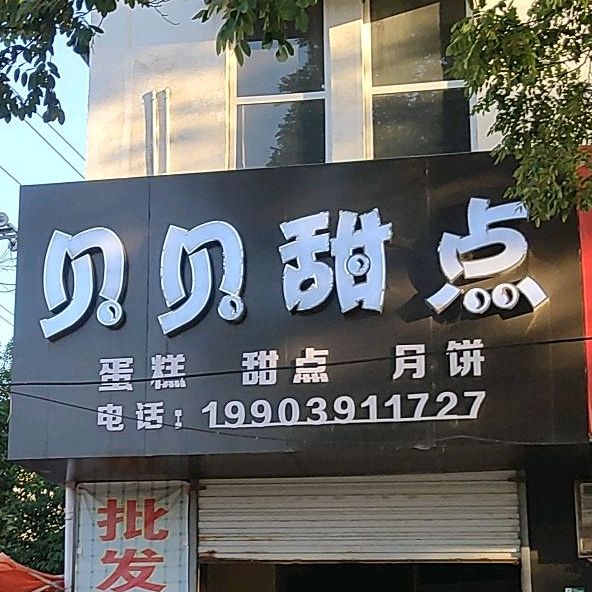 贝贝甜点
蛋糕 甜点 月饼
电话：19903911727
批发